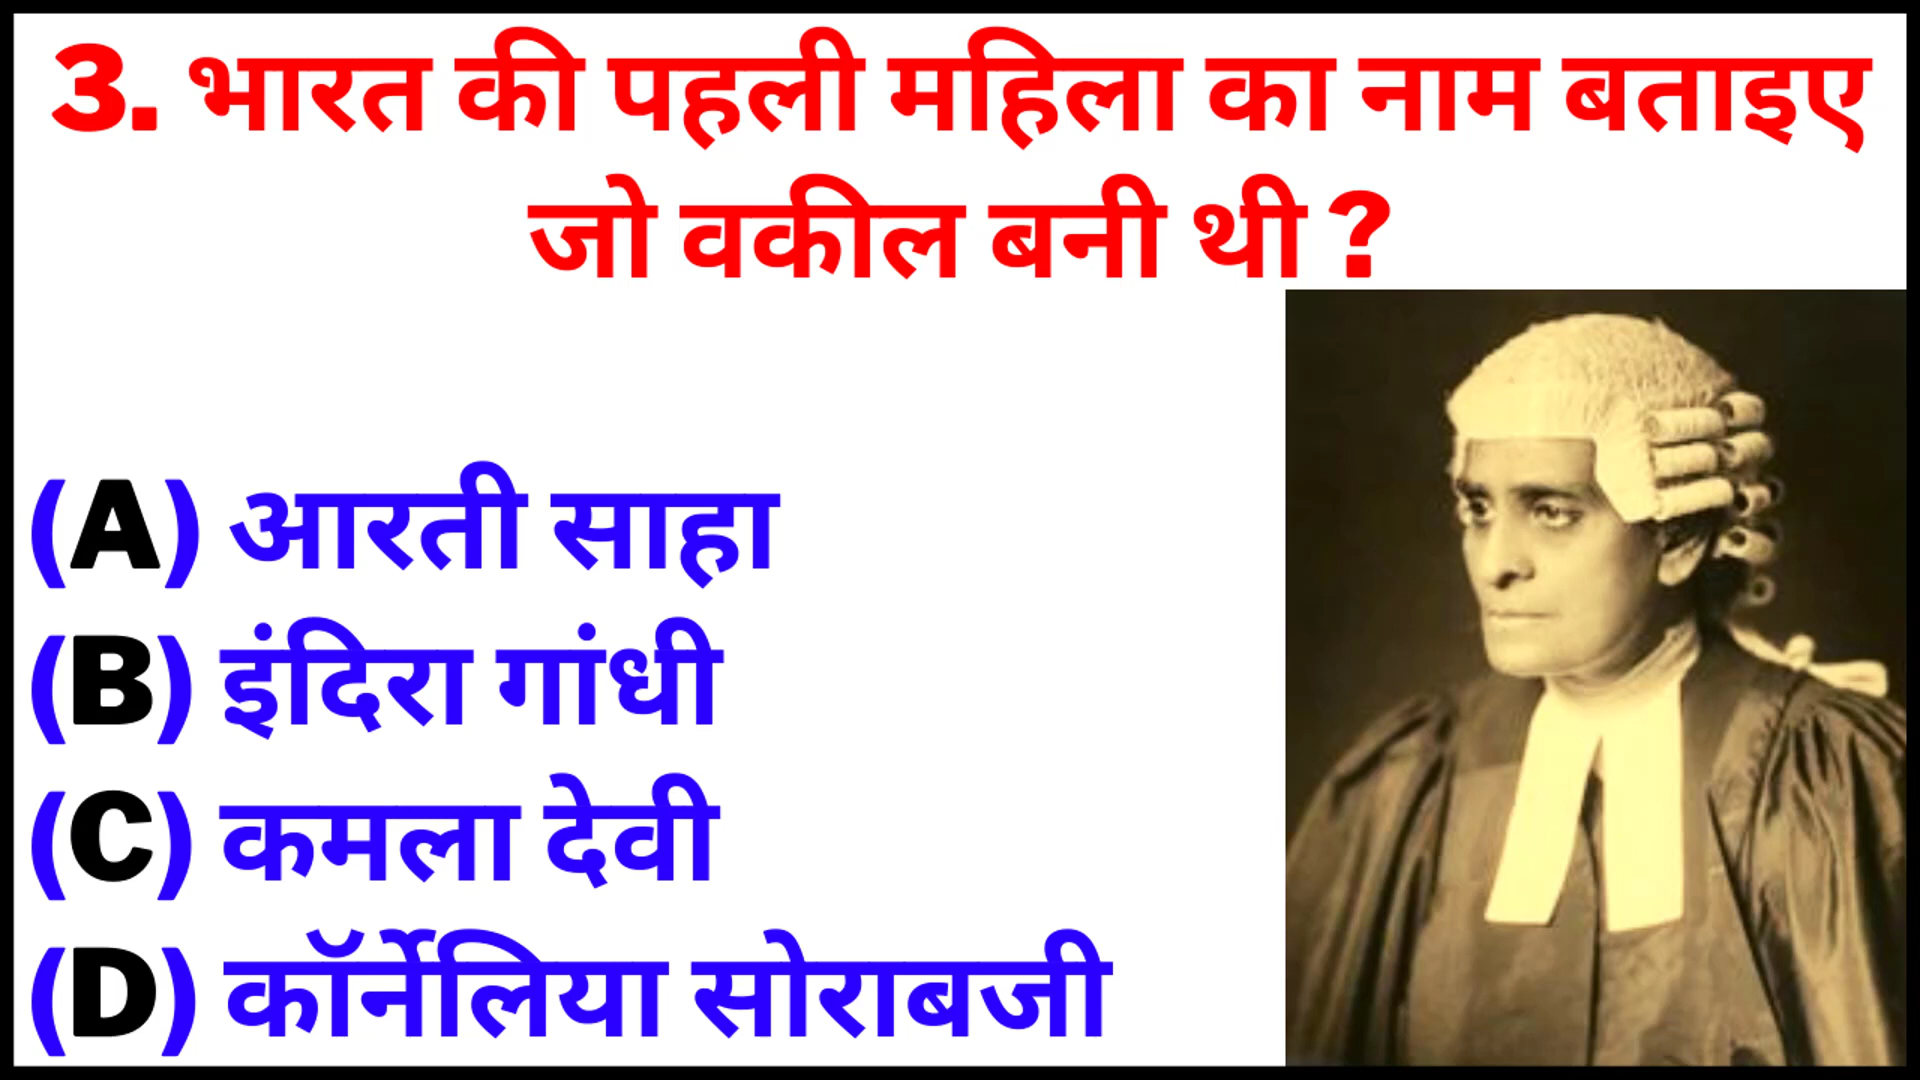 3. भारत की पहली महिला का नाम बताइए
जो वकील बनी थी ?
(A) आरती साहा
(B) इंदिरा गांधी
(C) कमला देवी
(D) कॉर्नेलिया सोराबजी